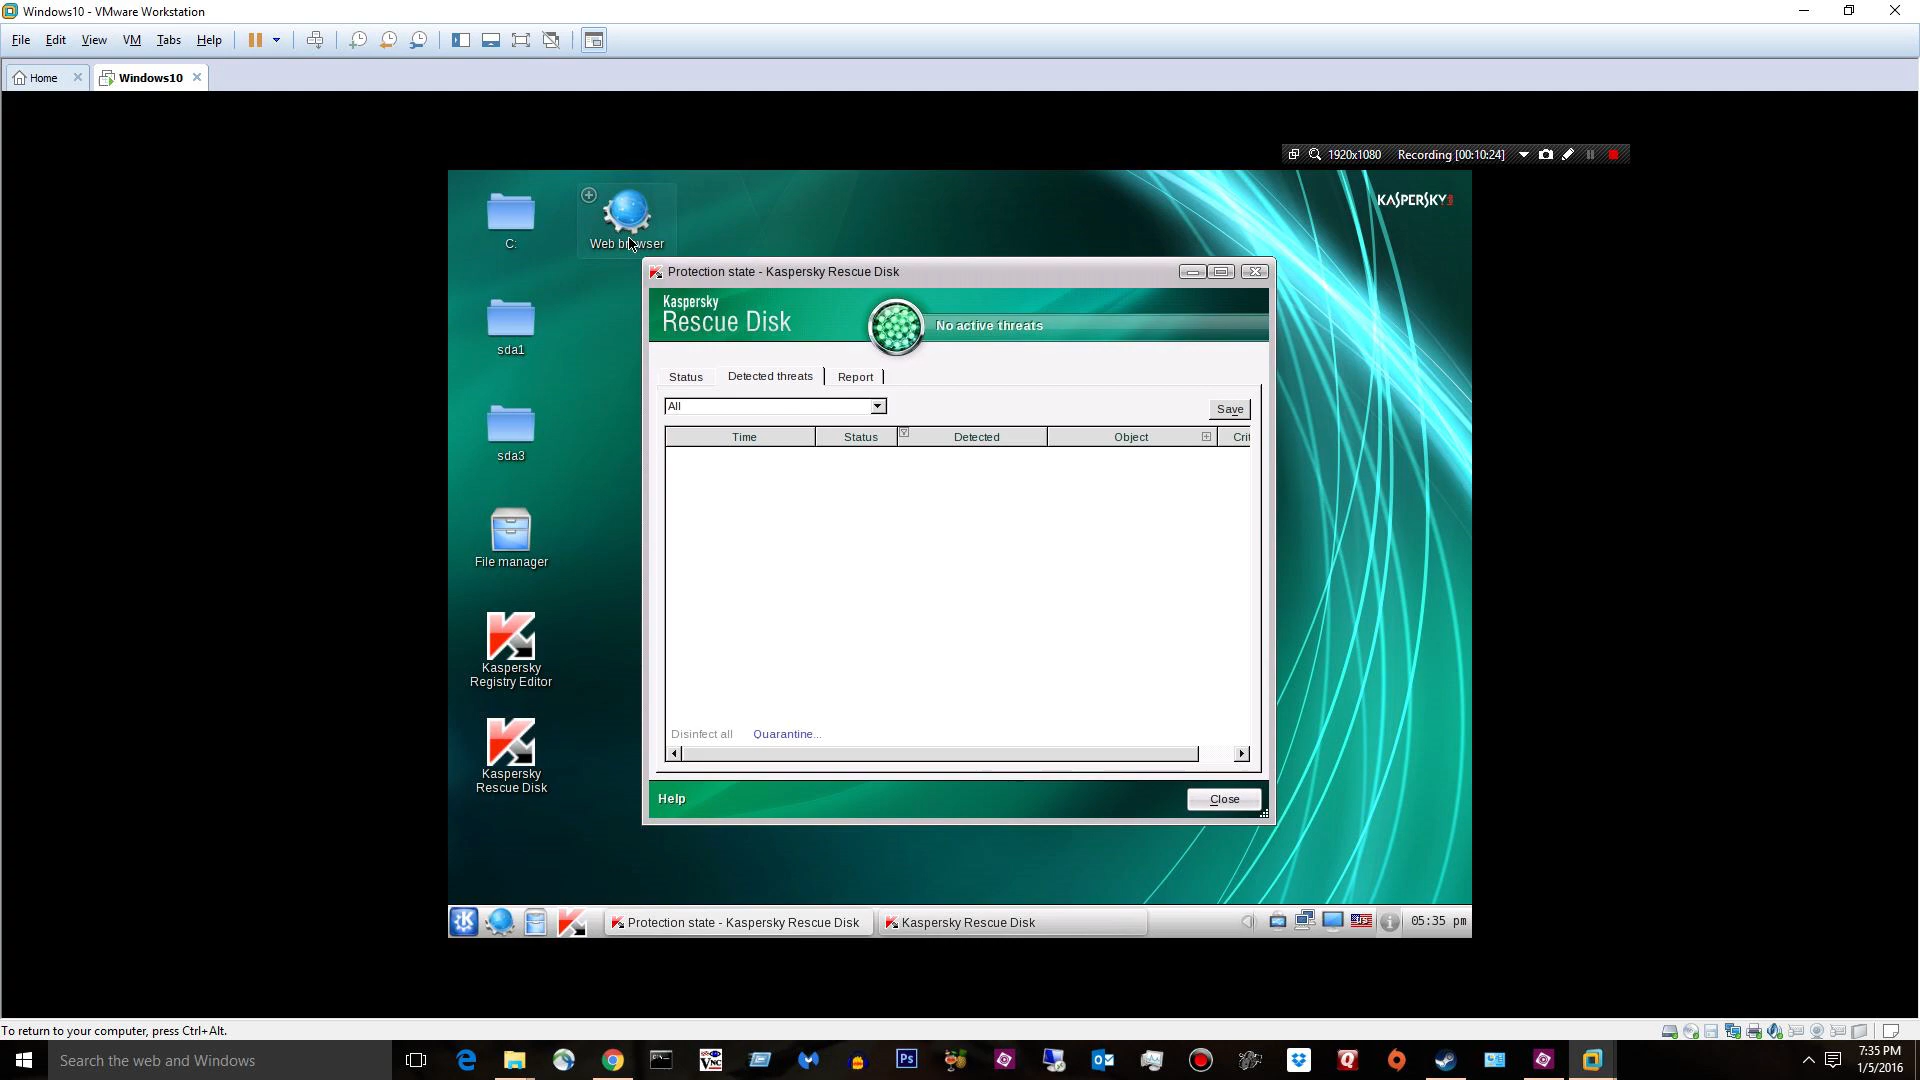 Windows10 - VMware Workstation
File Edit View VM Tabs Help
Home Windows10
1920x1080 Recording [00:10:24]
KASPERSKY
C:
Web browser
sda1
sda3
File manager
Kaspersky
Registry Editor
Kaspersky
Rescue Disk
Protection state - Kaspersky Rescue Disk
Kaspersky
Rescue Disk
No active threats
Status Detected threats Report
All
Save
Time Status Detected Object Crit
Disinfect all Quarantine...
Help
Close
Protection state - Kaspersky Rescue Disk Kaspersky Rescue Disk 05:35 pm
To return to your computer, press Ctrl+Alt.
Search the web and Windows
Ps
7:35 PM
1/5/2016